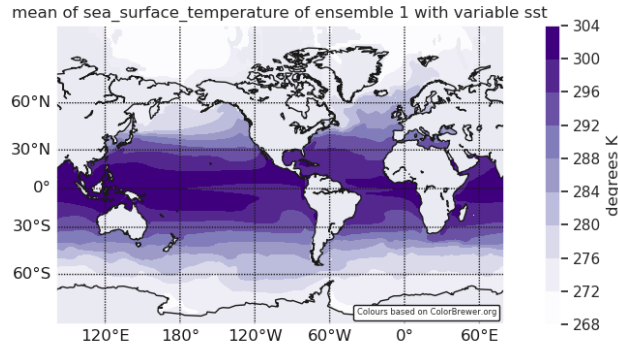 mean of sea_surface_temperature of ensemble 1 with variable sst
304
300
296
292
288
284
280
276
272
268
degrees K
60°N
30°N
0°
30°S
60°S
Colours based on ColorBrewer.org
120°E 180° 120°W 60°W 0° 60°E